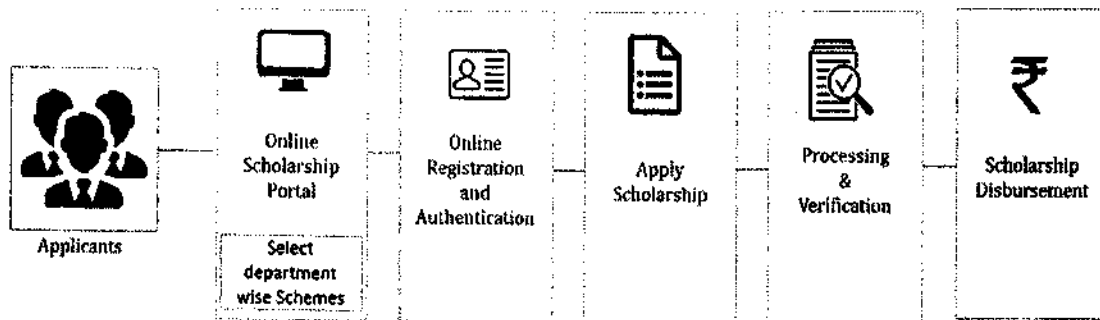 Applicants
Online
Scholarship
Portal
Select
department
wise Schemes
Online
Registration
and
Authentication
Apply
Scholarship
Processing
&
Verification
₹
Scholarship
Disbursement